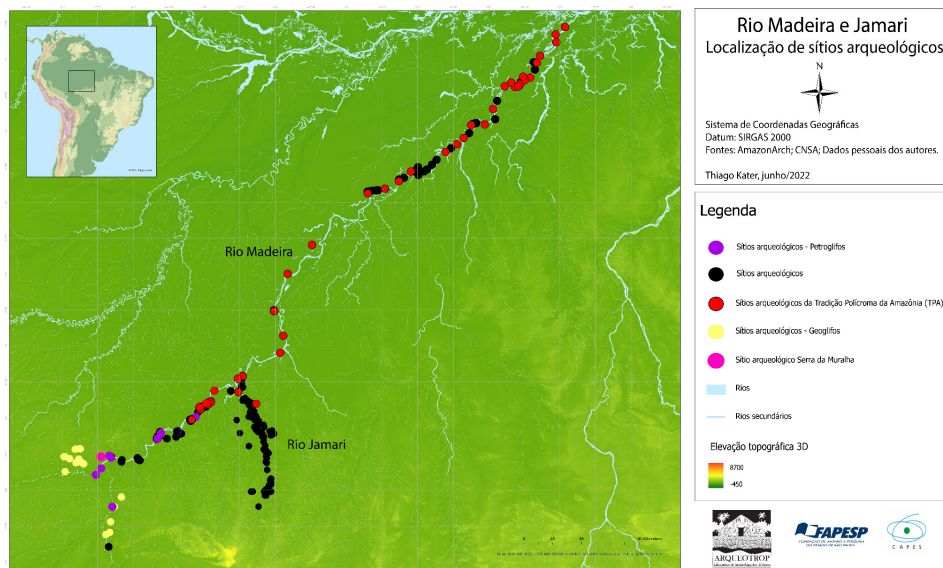 Rio Madeira e Jamari
Localização de sítios arqueológicos
N
Sistema de Coordenadas Geográficas
Datum: SIRGAS 2000
Fontes: AmazonArch; CNSA; Dados pessoais dos autores.
Thiago Kater, junho/2022
Rio Madeira
Rio Jamari
Legenda
Sítios arqueológicos - Petroglifos
Sítios arqueológicos
Sítios arqueológicos da Tradição Polícroma da Amazônia (TPA)
Sítios arqueológicos - Geoglifos
Sítio arqueológico Serra da Muralha
Rios
Rios secundários
Elevação topográfica 3D
8700
-450
ARQUEOTROP
FAPESP
CAPES